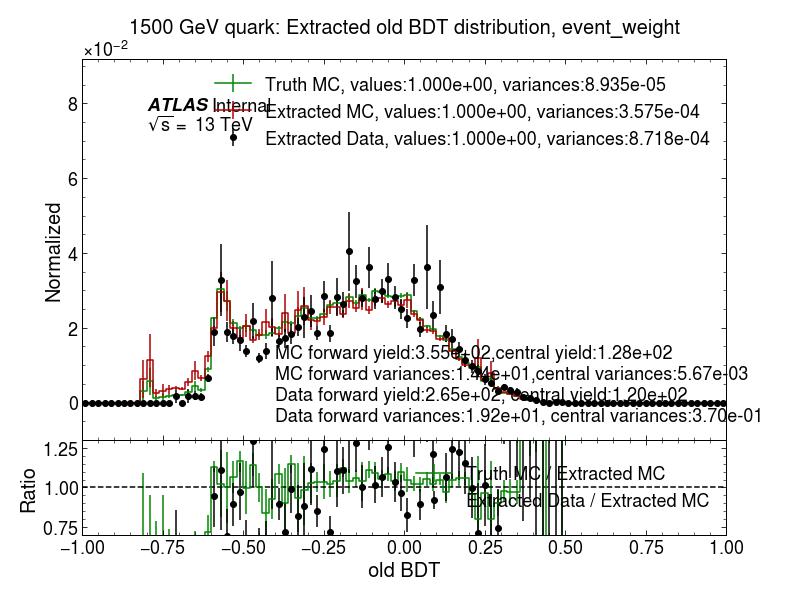 1500 GeV quark: Extracted old BDT distribution, event_weight
×10⁻²
Truth MC, values:1.000e+00, variances:8.935e-05
ATLAS Internal
Extracted MC, values:1.000e+00, variances:3.575e-04
√s = 13 TeV
Extracted Data, values:1.000e+00, variances:8.718e-04
8
6
4
2
0
Normalized
MC forward yield:3.55e+02,central yield:1.28e+02
MC forward variances:1.44e+01,central variances:5.67e-03
Data forward yield:2.65e+02, central yield:1.20e+02
Data forward variances:1.92e+01, central variances:3.70e-01
1.25
1.00
0.75
Ratio
Truth MC / Extracted MC
Extracted Data / Extracted MC
−1.00 −0.75 −0.50 −0.25 0.00 0.25 0.50 0.75 1.00
old BDT